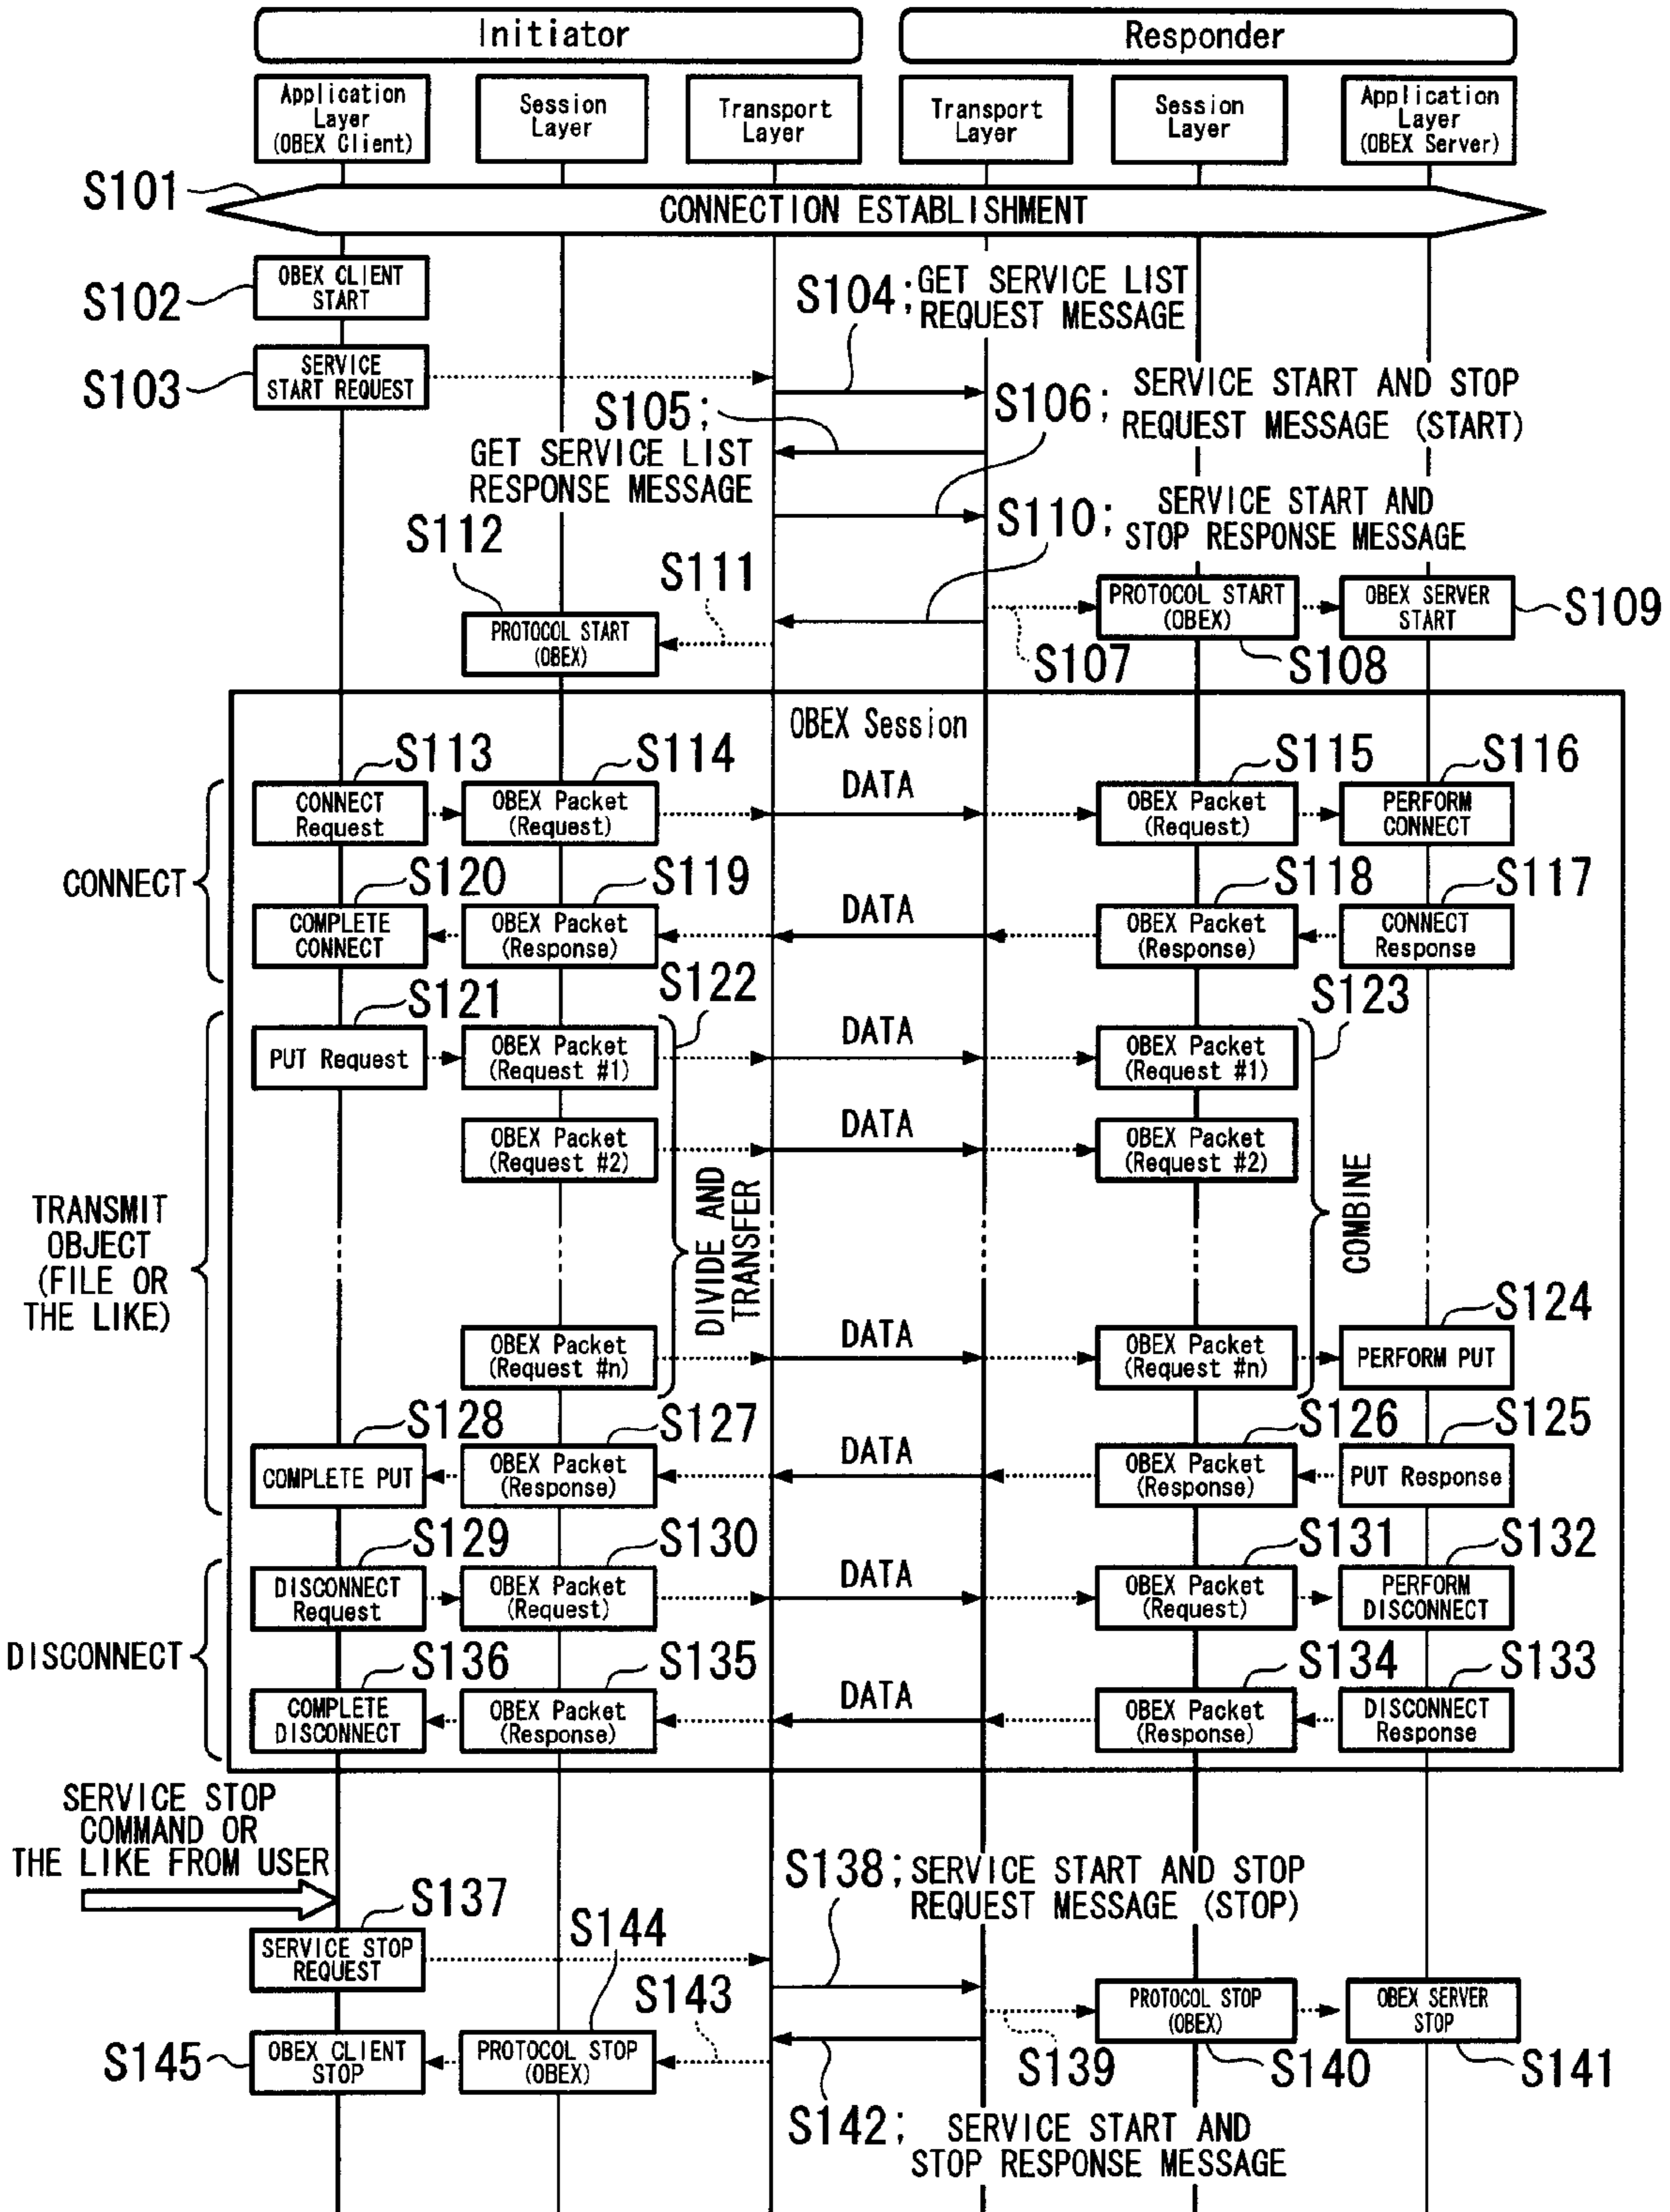 Initiator
Responder
Application
Layer
(OBEX Client)
Session
Layer
Transport
Layer
Transport
Layer
Session
Layer
Application
Layer
(OBEX Server)
S101
CONNECTION ESTABLISHMENT
S102
OBEX CLIENT
START
S104; GET SERVICE LIST
REQUEST MESSAGE
S103
SERVICE
START REQUEST
S105;
GET SERVICE LIST
RESPONSE MESSAGE
S106; SERVICE START AND STOP
REQUEST MESSAGE (START)
S110; SERVICE START AND
STOP RESPONSE MESSAGE
S112
S111
PROTOCOL START
(OBEX)
PROTOCOL START
(OBEX)
OBEX SERVER
START
S109
S107
S108
OBEX Session
S113
S114
DATA
S115
S116
CONNECT
Request
OBEX Packet
(Request)
OBEX Packet
(Request)
PERFORM
CONNECT
CONNECT
S120
S119
DATA
S118
S117
COMPLETE
CONNECT
OBEX Packet
(Response)
OBEX Packet
(Response)
CONNECT
Response
S121
S122
DATA
S123
PUT Request
OBEX Packet
(Request #1)
OBEX Packet
(Request #1)
OBEX Packet
(Request #2)
DATA
OBEX Packet
(Request #2)
TRANSMIT
OBJECT
(FILE OR
THE LIKE)
DIVIDE AND
TRANSFER
COMBINE
S124
OBEX Packet
(Request #n)
DATA
OBEX Packet
(Request #n)
PERFORM PUT
S128
S127
DATA
S126
S125
COMPLETE PUT
OBEX Packet
(Response)
OBEX Packet
(Response)
PUT Response
S129
S130
DATA
S131
S132
DISCONNECT
Request
OBEX Packet
(Request)
OBEX Packet
(Request)
PERFORM
DISCONNECT
DISCONNECT
S136
S135
DATA
S134
S133
COMPLETE
DISCONNECT
OBEX Packet
(Response)
OBEX Packet
(Response)
DISCONNECT
Response
SERVICE STOP
COMMAND OR
THE LIKE FROM USER
S137
S138; SERVICE START AND STOP
REQUEST MESSAGE (STOP)
SERVICE STOP
REQUEST
S144
S143
PROTOCOL STOP
(OBEX)
OBEX SERVER
STOP
S145
OBEX CLIENT
STOP
PROTOCOL STOP
(OBEX)
S139
S140
S141
S142; SERVICE START AND
STOP RESPONSE MESSAGE